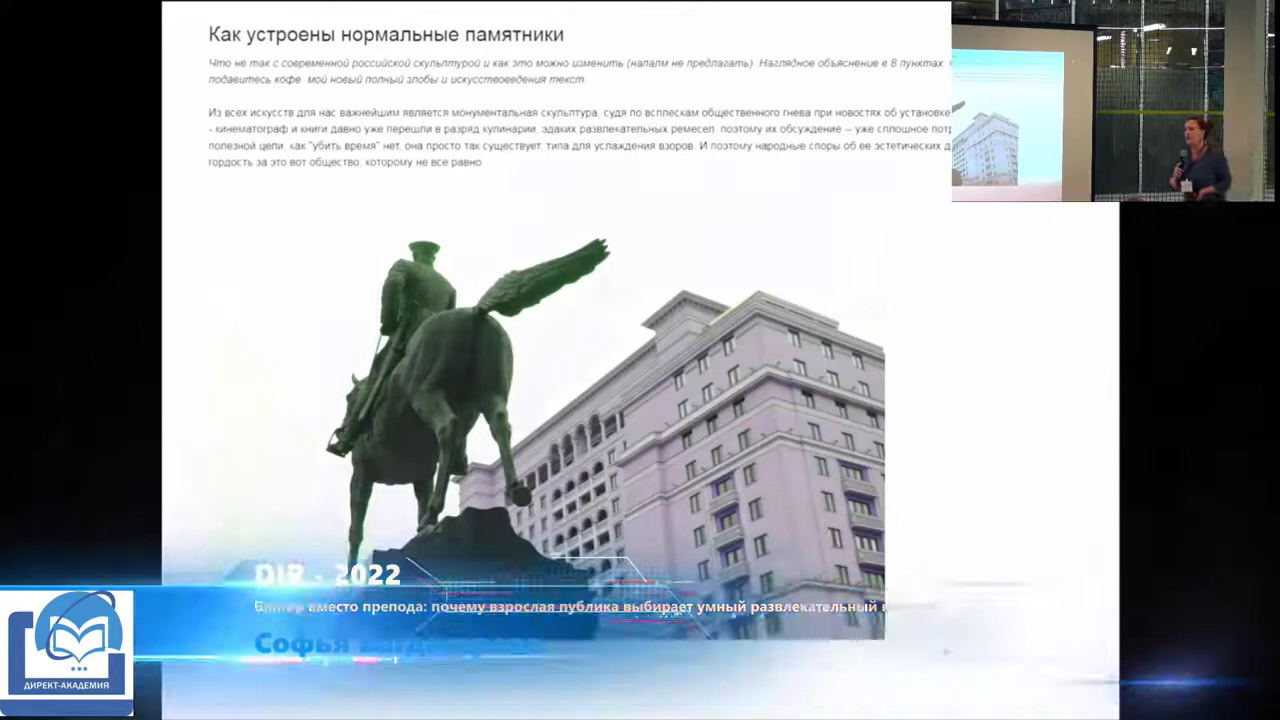 Как устроены нормальные памятники
Что не так с современной российской скульптурой и как это можно изменить (напалм не предлагать). Наглядное объяснение в 8 пунктах.
подавитесь кофе: мой новый полный злобы и искусствоведения текст.
Из всех искусств для нас важнейшим является монументальная скульптура, судя по всплескам общественного гнева при новостях об установке
- кинематограф и книги давно уже перешли в разряд кулинарии, эдаких развлекательных ремесел, поэтому их обсуждение – уже сплошное
полезной цели, как "убить время" нет, она просто так существует, типа для услаждения взоров. И поэтому народные споры об ее эстетических
гордость за это вот общество, которому не все равно.
DIR - 2022
вместо препода: почему взрослая публика выбирает умный развлекательный
Софья
ДИРЕКТ-АКАДЕМИЯ